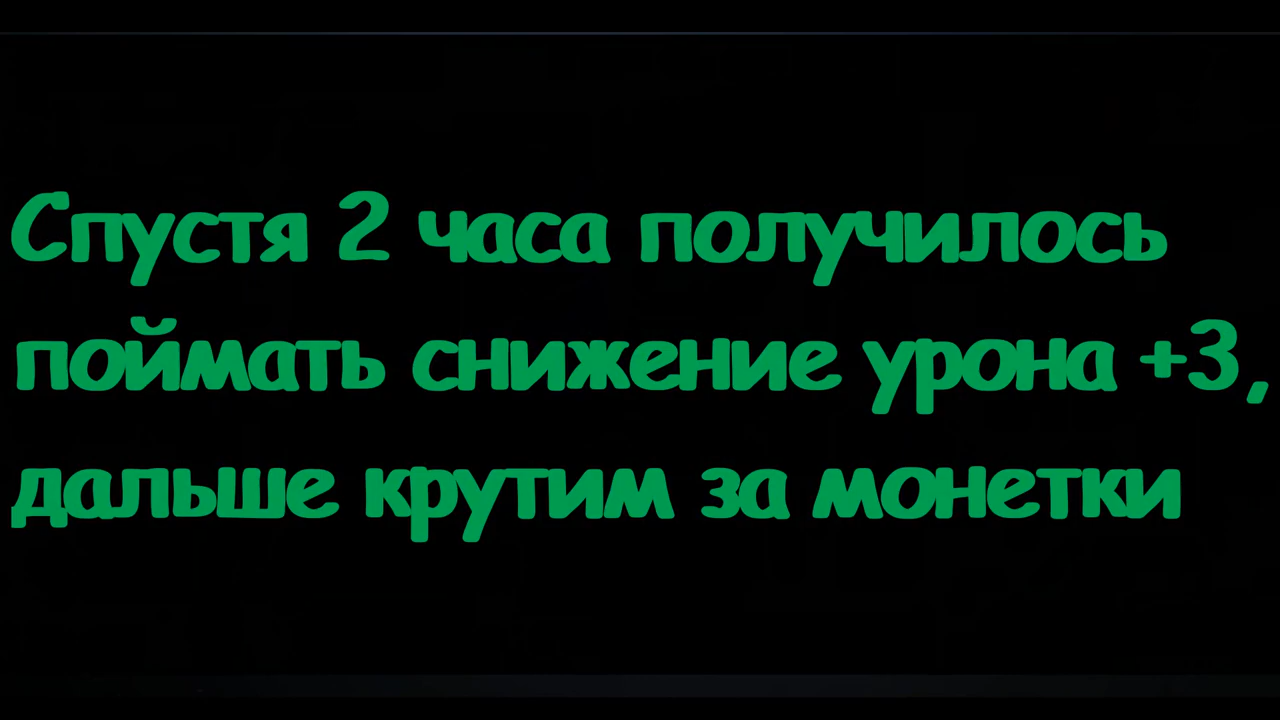 Спустя 2 часа получилось
поймать снижение урона +3,
дальше крутим за монетки